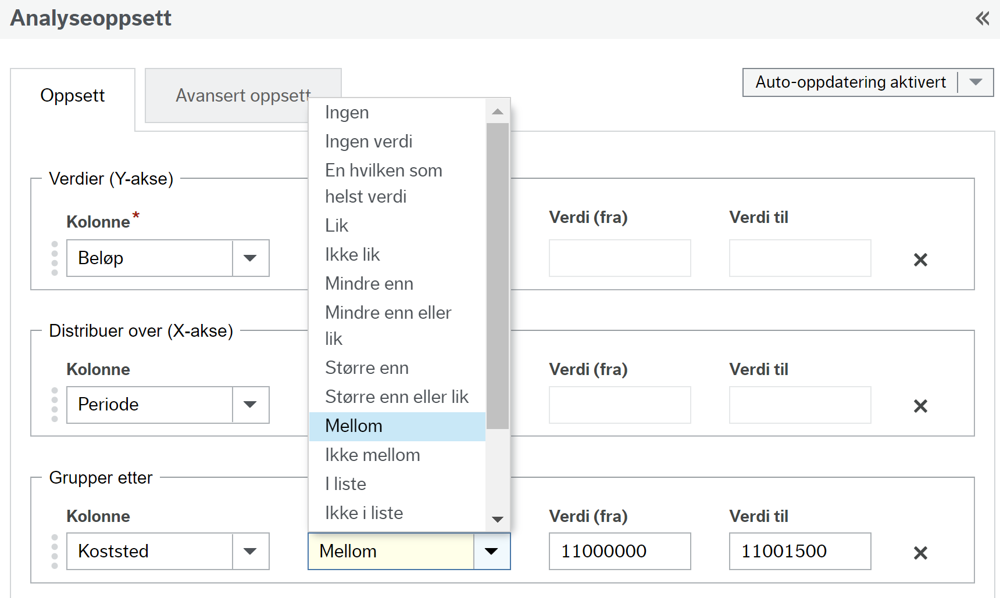 Analyseoppsett
Oppsett
Avansert oppsett
Auto-oppdatering aktivert
Ingen
Ingen verdi
En hvilken som
helst verdi
Lik
Ikke lik
Mindre enn
Mindre enn eller
lik
Større enn
Større enn eller lik
Mellom
Ikke mellom
I liste
Ikke i liste
Verdier (Y-akse)
Kolonne*
Verdi (fra)
Verdi til
Beløp
Distribuer over (X-akse)
Kolonne
Verdi (fra)
Verdi til
Periode
Grupper etter
Kolonne
Verdi (fra)
Verdi til
Koststed
Mellom
11000000
11001500